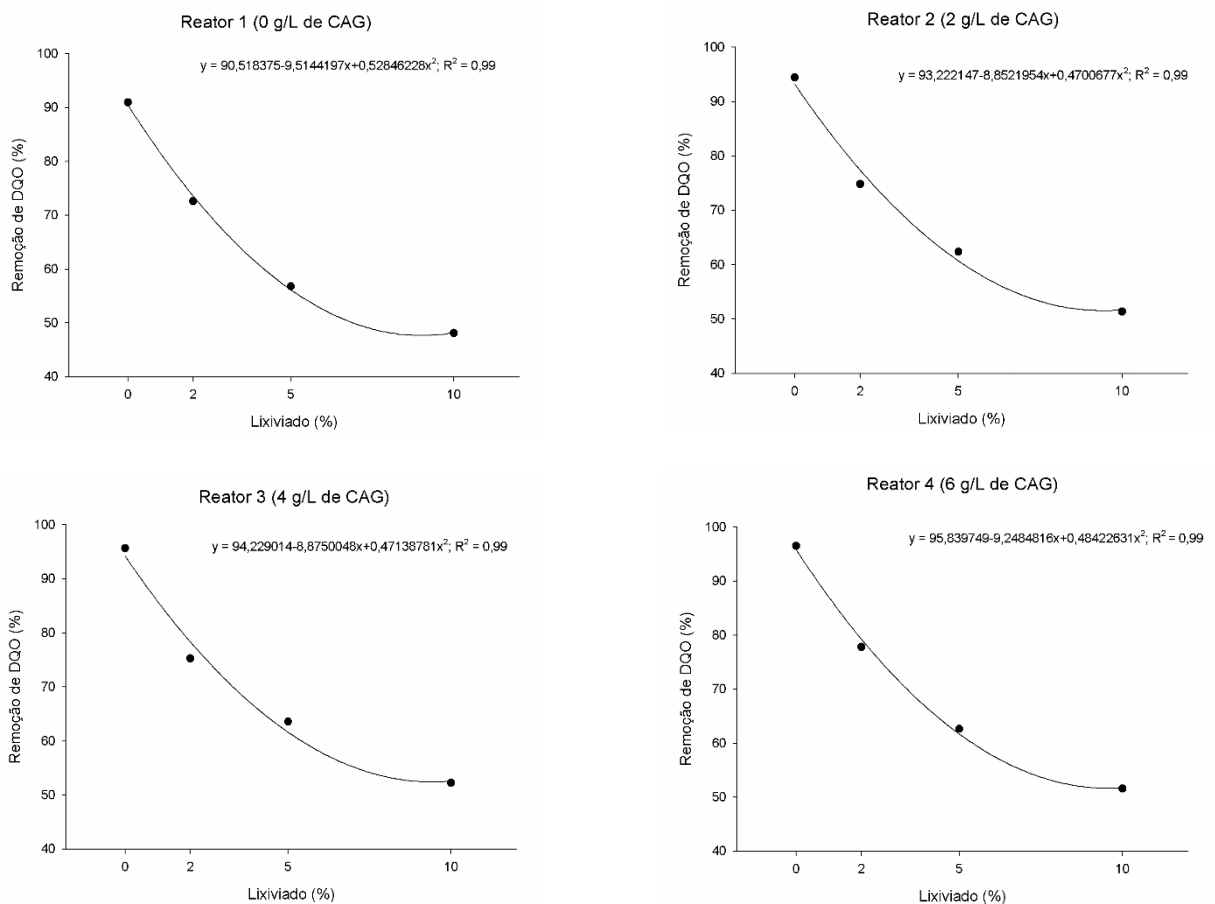 Reator 1 (0 g/L de CAG)
y = 90,518375-9,5144197x+0,52846228x²; R² = 0,99
100
90
80
70
60
50
40
Remoção de DQO (%)
0 2 5 10
Lixiviado (%)
Reator 2 (2 g/L de CAG)
y = 93,222147-8,8521954x+0,4700677x²; R² = 0,99
100
90
80
70
60
50
40
Remoção de DQO (%)
0 2 5 10
Lixiviado (%)
Reator 3 (4 g/L de CAG)
y = 94,229014-8,8750048x+0,47138781x²; R² = 0,99
100
90
80
70
60
50
40
Remoção de DQO (%)
0 2 5 10
Lixiviado (%)
Reator 4 (6 g/L de CAG)
y = 95,839749-9,2484816x+0,48422631x²; R² = 0,99
100
90
80
70
60
50
40
Remoção de DQO (%)
0 2 5 10
Lixiviado (%)